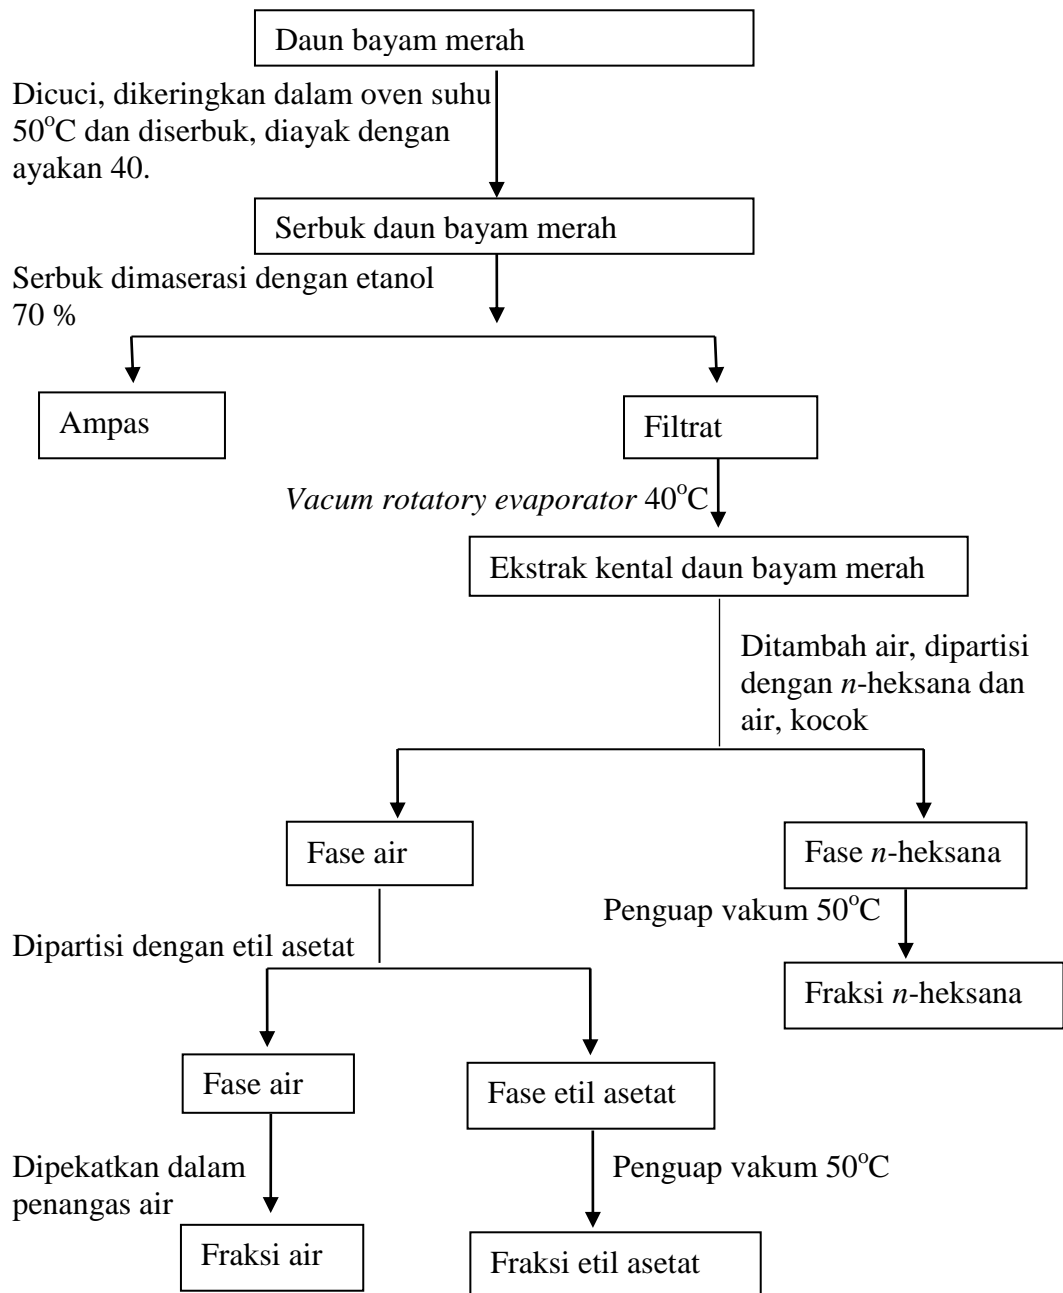 Daun bayam merah
Dicuci, dikeringkan dalam oven suhu
50°C dan diserbuk, diayak dengan
ayakan 40.
Serbuk daun bayam merah
Serbuk dimaserasi dengan etanol
70 %
Ampas
Filtrat
Vacum rotatory evaporator 40°C
Ekstrak kental daun bayam merah
Ditambah air, dipartisi
dengan n-heksana dan
air, kocok
Fase air
Fase n-heksana
Penguap vakum 50°C
Dipartisi dengan etil asetat
Fraksi n-heksana
Fase air
Fase etil asetat
Dipekatkan dalam
penangas air
Penguap vakum 50°C
Fraksi air
Fraksi etil asetat